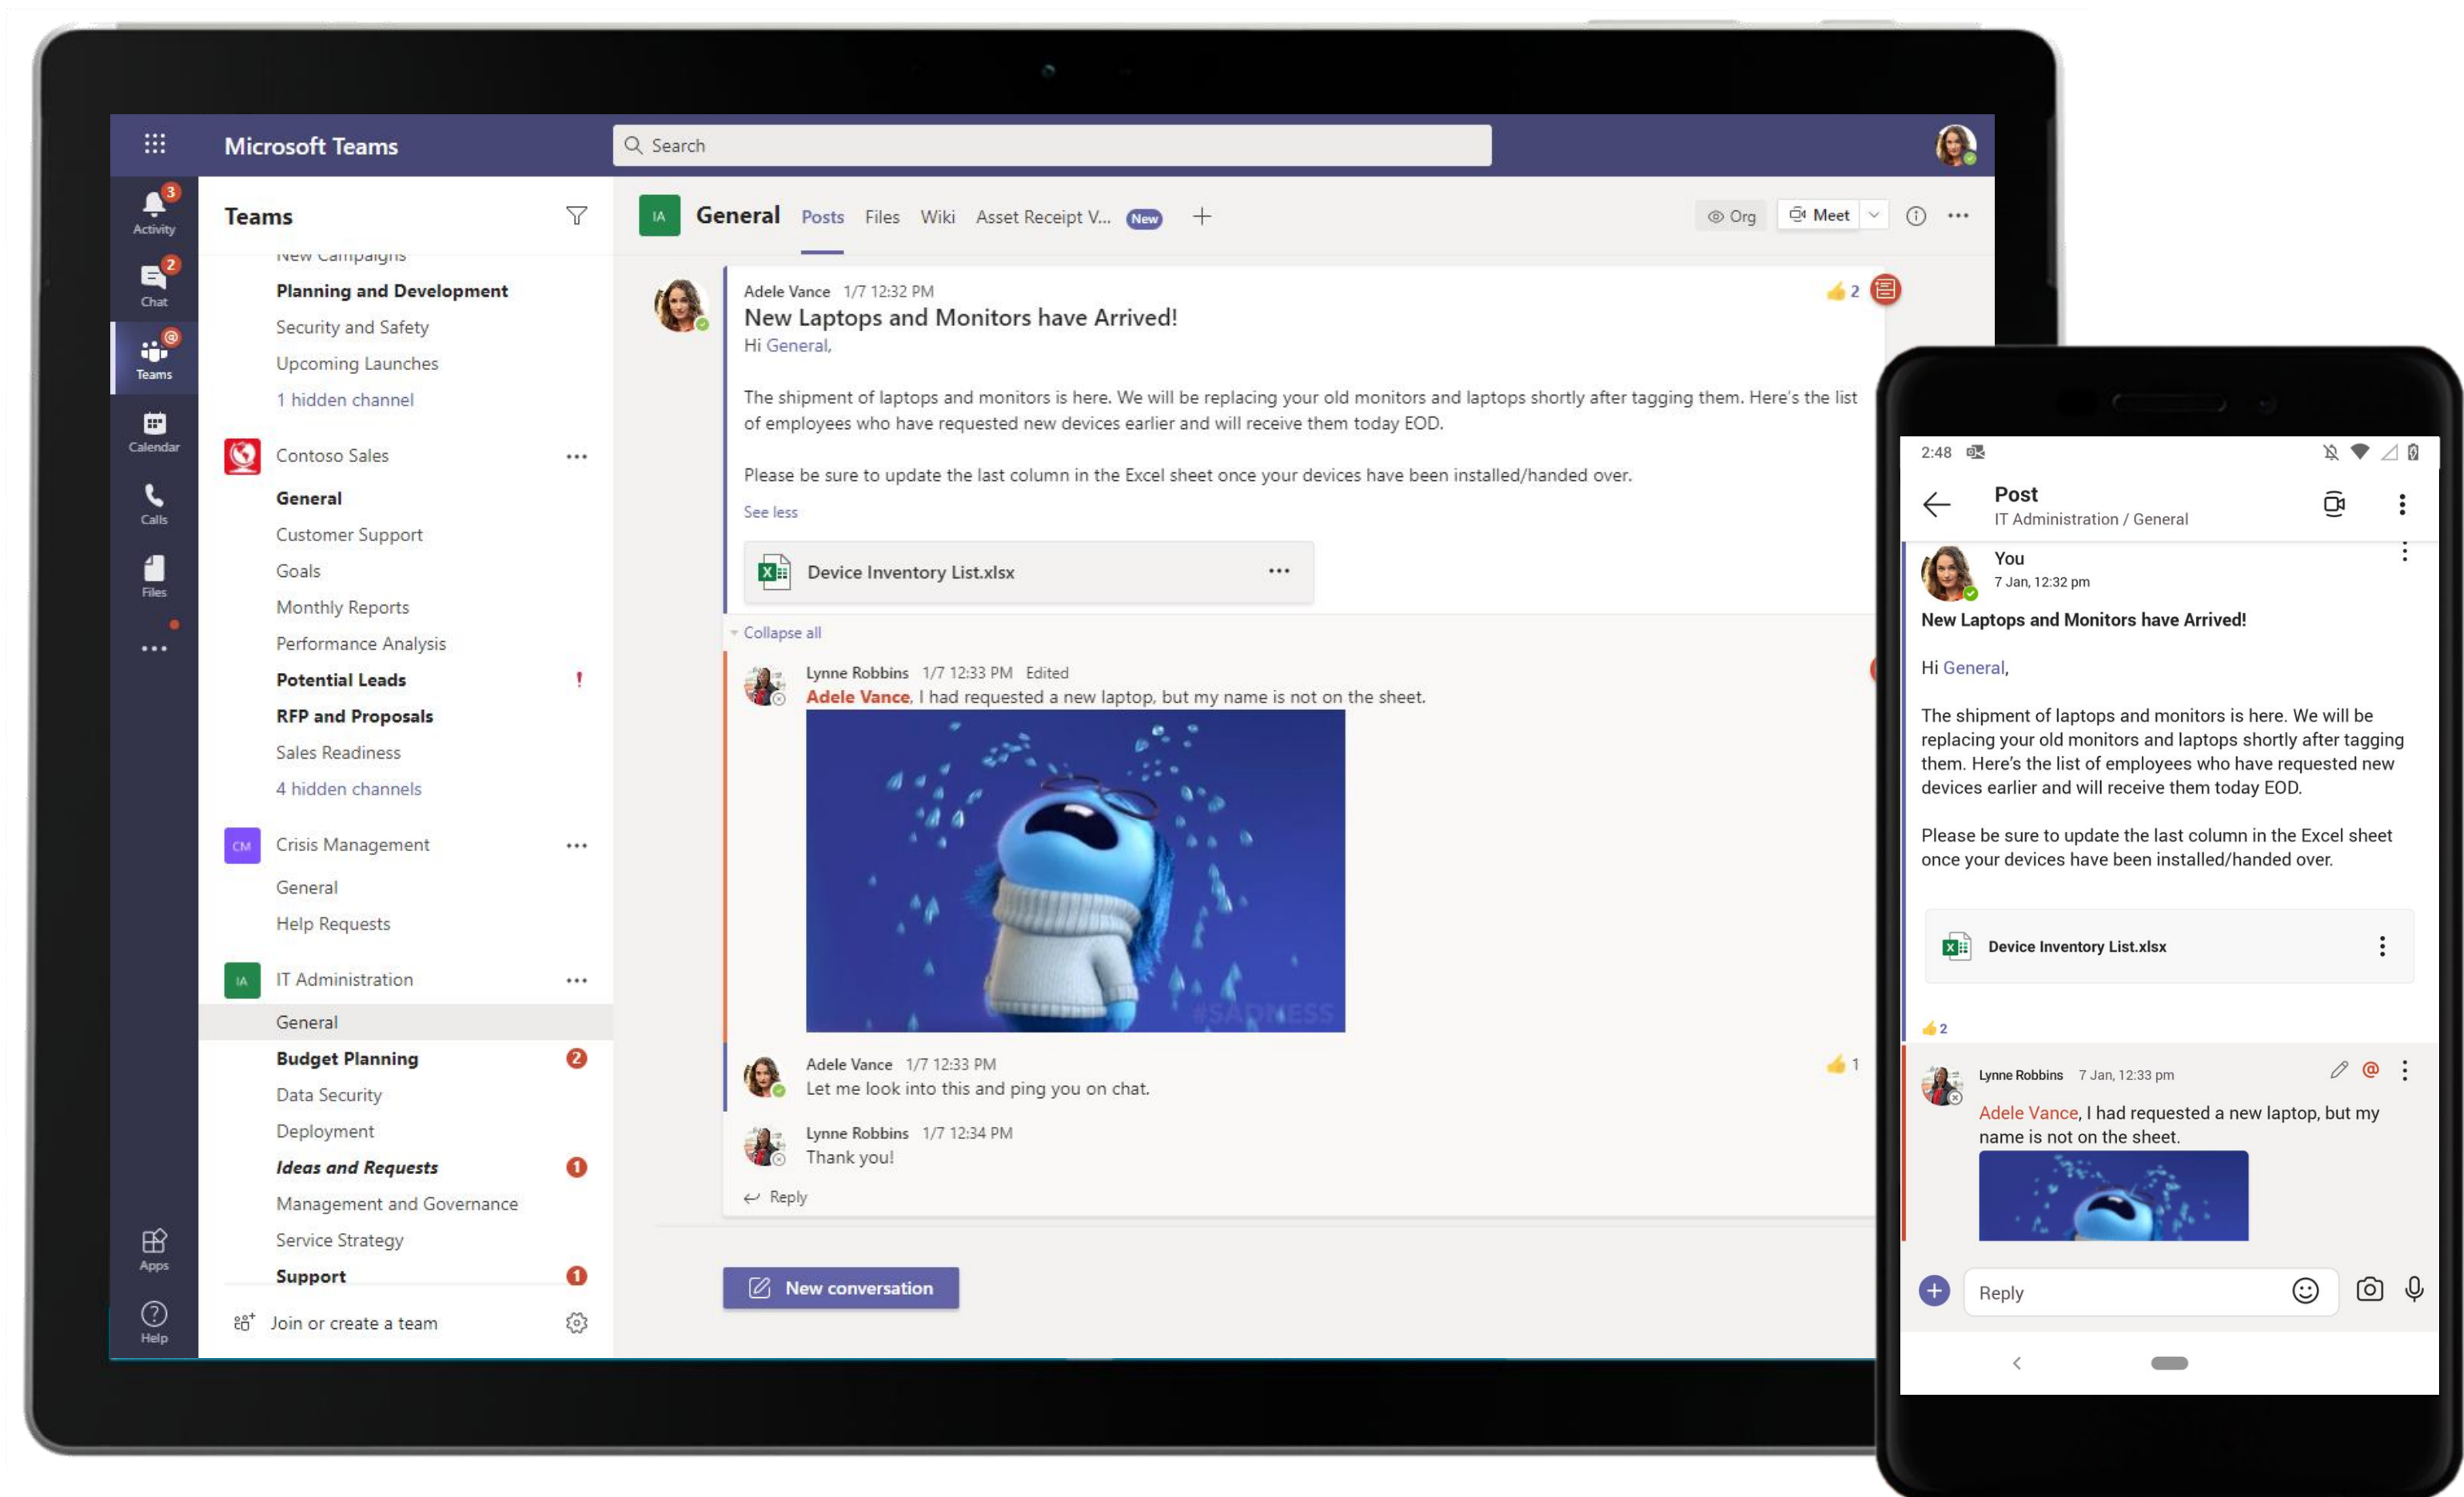 Microsoft Teams
Search
3
Activity
2
Chat
@
Teams
Calendar
Calls
Files
Apps
Help
Teams
New Campaigns
Planning and Development
Security and Safety
Upcoming Launches
1 hidden channel
Contoso Sales
General
Customer Support
Goals
Monthly Reports
Performance Analysis
Potential Leads !
RFP and Proposals
Sales Readiness
4 hidden channels
CM Crisis Management
General
Help Requests
IA IT Administration
General
Budget Planning 2
Data Security
Deployment
Ideas and Requests 1
Management and Governance
Service Strategy
Support 1
Join or create a team
IA General Posts Files Wiki Asset Receipt V... New + Org Meet
Adele Vance 1/7 12:32 PM 2
New Laptops and Monitors have Arrived!
Hi General,
The shipment of laptops and monitors is here. We will be replacing your old monitors and laptops shortly after tagging them. Here's the list
of employees who have requested new devices earlier and will receive them today EOD.
Please be sure to update the last column in the Excel sheet once your devices have been installed/handed over.
See less
Device Inventory List.xlsx
Collapse all
Lynne Robbins 1/7 12:33 PM Edited
Adele Vance, I had requested a new laptop, but my name is not on the sheet.
#SADNESS
Adele Vance 1/7 12:33 PM 1
Let me look into this and ping you on chat.
Lynne Robbins 1/7 12:34 PM
Thank you!
Reply
New conversation
2:48
Post
IT Administration / General
You
7 Jan, 12:32 pm
New Laptops and Monitors have Arrived!
Hi General,
The shipment of laptops and monitors is here. We will be
replacing your old monitors and laptops shortly after tagging
them. Here's the list of employees who have requested new
devices earlier and will receive them today EOD.
Please be sure to update the last column in the Excel sheet
once your devices have been installed/handed over.
Device Inventory List.xlsx
2
Lynne Robbins 7 Jan, 12:33 pm @
Adele Vance, I had requested a new laptop, but my
name is not on the sheet.
Reply